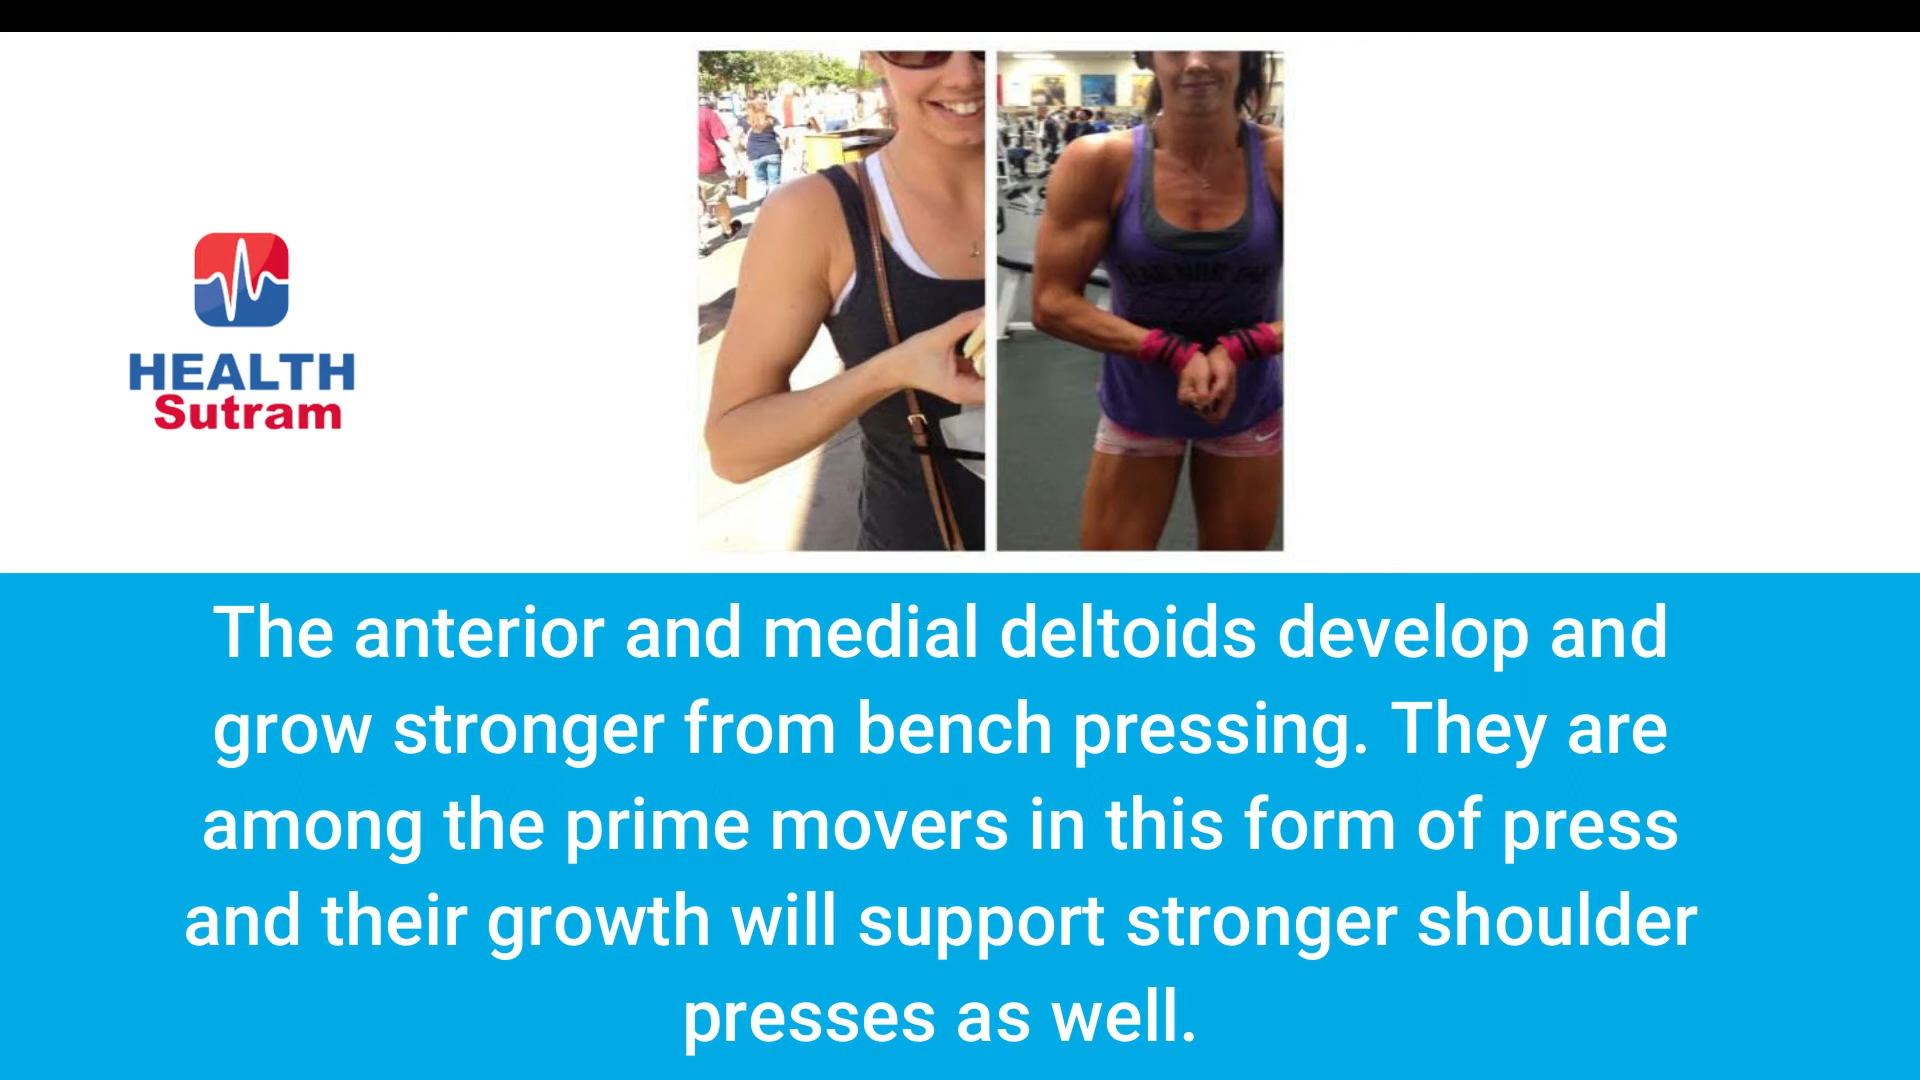 HEALTH
Sutram
The anterior and medial deltoids develop and
grow stronger from bench pressing. They are
among the prime movers in this form of press
and their growth will support stronger shoulder
presses as well.